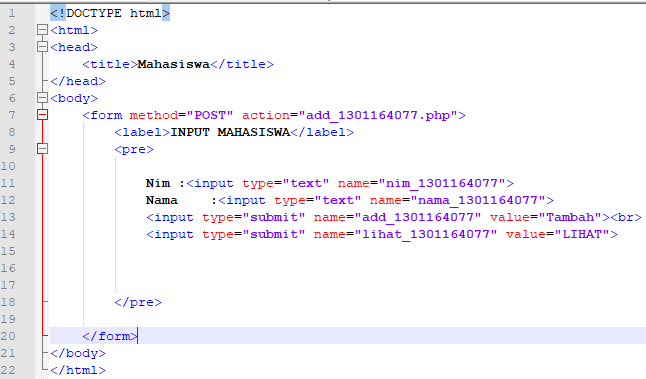 1 <!DOCTYPE html>
2 <html>
3 <head>
4     <title>Mahasiswa</title>
5 </head>
6 <body>
7     <form method="POST" action="add_1301164077.php">
8         <label>INPUT MAHASISWA</label>
9         <pre>
10
11             Nim :<input type="text" name="nim_1301164077">
12             Nama    :<input type="text" name="nama_1301164077">
13             <input type="submit" name="add_1301164077" value="Tambah"><br>
14             <input type="submit" name="lihat_1301164077" value="LIHAT">
15
16
17
18         </pre>
19
20     </form>
21 </body>
22 </html>